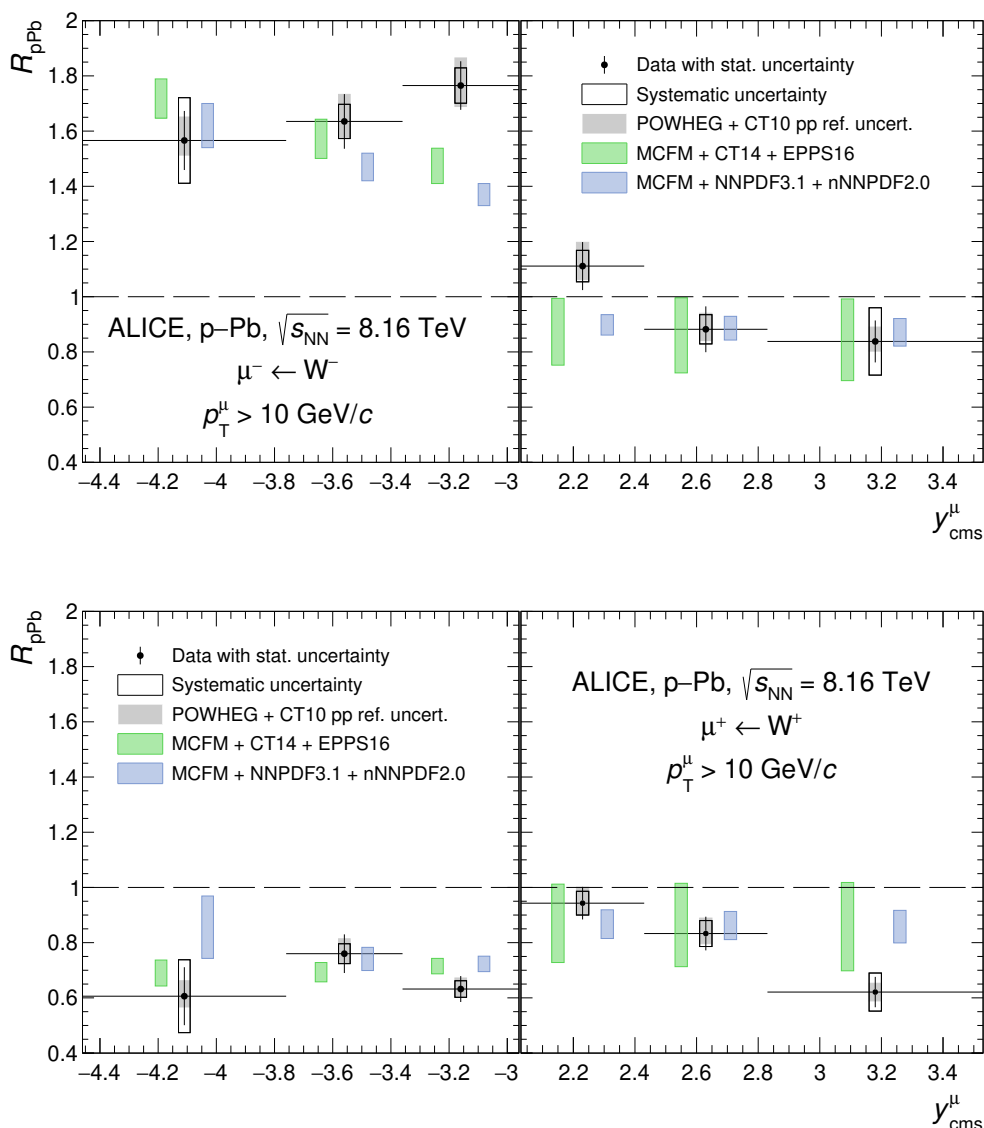 R_pPb
2
1.8
1.6
1.4
1.2
1
0.8
0.6
0.4
Data with stat. uncertainty
Systematic uncertainty
POWHEG + CT10 pp ref. uncert.
MCFM + CT14 + EPPS16
MCFM + NNPDF3.1 + nNNPDF2.0
ALICE, p–Pb, √s_NN = 8.16 TeV
μ⁻ ← W⁻
p_T^μ > 10 GeV/c
−4.4 −4.2 −4 −3.8 −3.6 −3.4 −3.2 −3 2.2 2.4 2.6 2.8 3 3.2 3.4
y_cms^μ
R_pPb
2
1.8
1.6
1.4
1.2
1
0.8
0.6
0.4
Data with stat. uncertainty
Systematic uncertainty
POWHEG + CT10 pp ref. uncert.
MCFM + CT14 + EPPS16
MCFM + NNPDF3.1 + nNNPDF2.0
ALICE, p–Pb, √s_NN = 8.16 TeV
μ⁺ ← W⁺
p_T^μ > 10 GeV/c
−4.4 −4.2 −4 −3.8 −3.6 −3.4 −3.2 −3 2.2 2.4 2.6 2.8 3 3.2 3.4
y_cms^μ